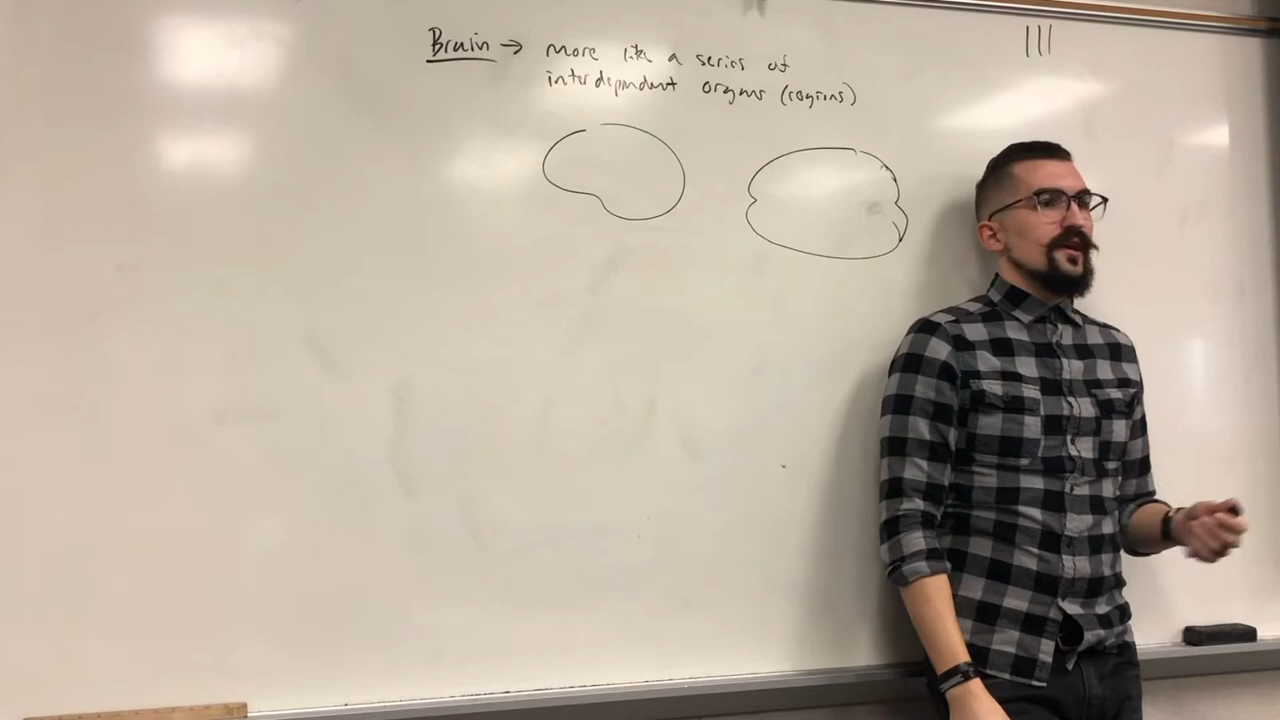 Brain → more like a series of
interdependent organs (regions)
|||